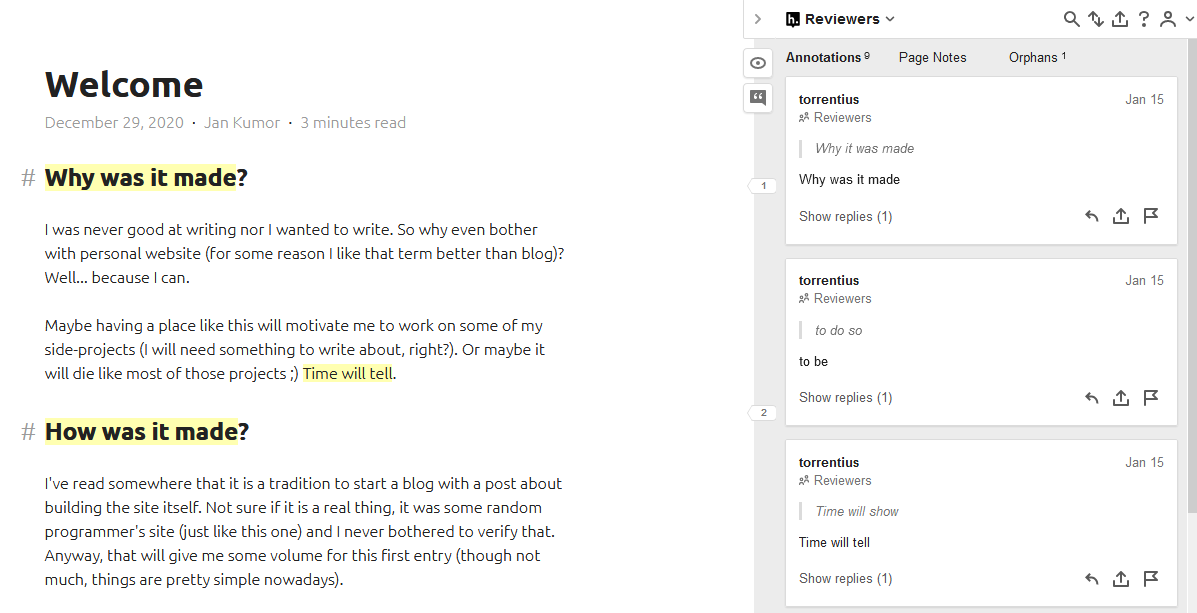 Welcome
December 29, 2020 · Jan Kumor · 3 minutes read
# Why was it made?
I was never good at writing nor I wanted to write. So why even bother
with personal website (for some reason I like that term better than blog)?
Well... because I can.
Maybe having a place like this will motivate me to work on some of my
side-projects (I will need something to write about, right?). Or maybe it
will die like most of those projects ;) Time will tell.
# How was it made?
I've read somewhere that it is a tradition to start a blog with a post about
building the site itself. Not sure if it is a real thing, it was some random
programmer's site (just like this one) and I never bothered to verify that.
Anyway, that will give me some volume for this first entry (though not
much, things are pretty simple nowadays).
h. Reviewers
Annotations 9 Page Notes Orphans 1
torrentius Jan 15
Reviewers
Why it was made
Why was it made
1
Show replies (1)
torrentius Jan 15
Reviewers
to do so
to be
Show replies (1)
2
torrentius Jan 15
Reviewers
Time will show
Time will tell
Show replies (1)